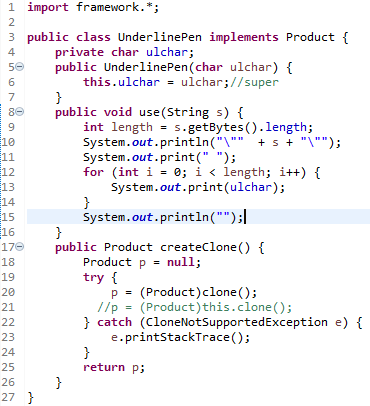 1 import framework.*;
2
3 public class UnderlinePen implements Product {
4     private char ulchar;
5     public UnderlinePen(char ulchar) {
6         this.ulchar = ulchar;//super
7     }
8     public void use(String s) {
9         int length = s.getBytes().length;
10         System.out.println("\""  + s + "\"");
11         System.out.print(" ");
12         for (int i = 0; i < length; i++) {
13             System.out.print(ulchar);
14         }
15         System.out.println("");
16     }
17     public Product createClone() {
18         Product p = null;
19         try {
20             p = (Product)clone();
21           //p = (Product)this.clone();
22         } catch (CloneNotSupportedException e) {
23             e.printStackTrace();
24         }
25         return p;
26     }
27 }